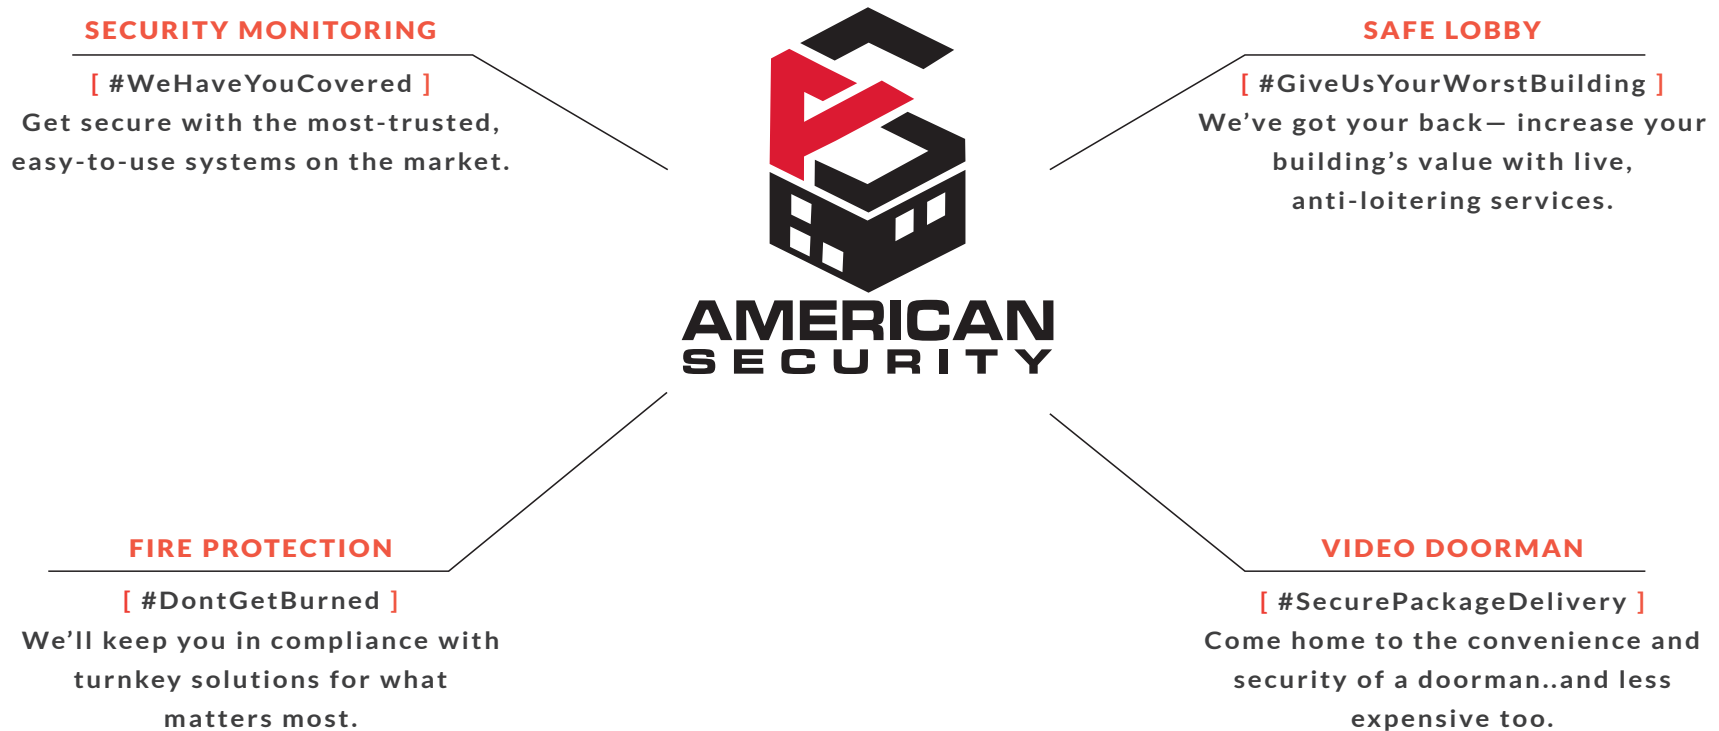 SECURITY MONITORING
[ #WeHaveYouCovered ]
Get secure with the most-trusted,
easy-to-use systems on the market.
SAFE LOBBY
[ #GiveUsYourWorstBuilding ]
We’ve got your back— increase your
building’s value with live,
anti-loitering services.
AMERICAN
SECURITY
FIRE PROTECTION
[ #DontGetBurned ]
We’ll keep you in compliance with
turnkey solutions for what
matters most.
VIDEO DOORMAN
[ #SecurePackageDelivery ]
Come home to the convenience and
security of a doorman..and less
expensive too.